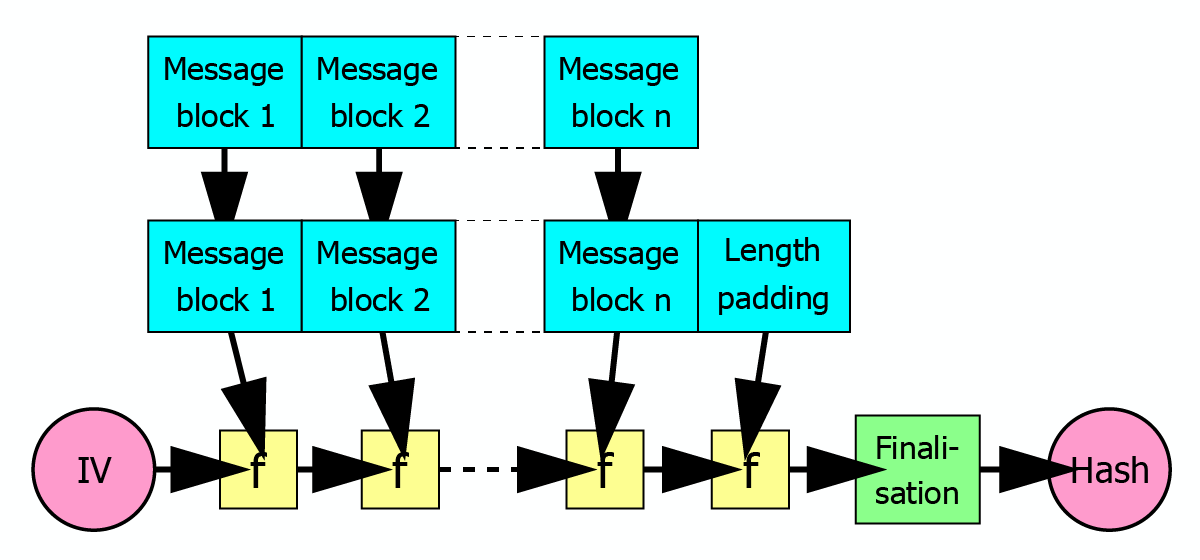 Message
block 1
Message
block 2
Message
block n
Message
block 1
Message
block 2
Message
block n
Length
padding
IV
f
f
f
f
Finali-
sation
Hash